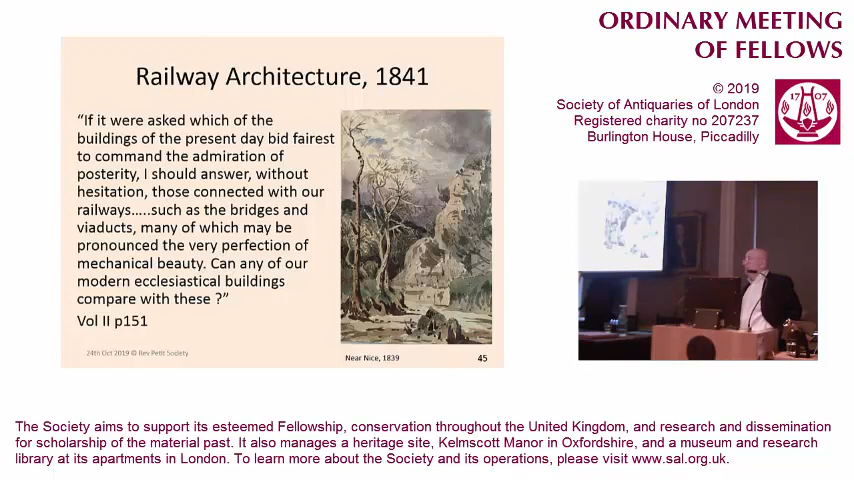 ORDINARY MEETING
OF FELLOWS
© 2019
Society of Antiquaries of London
Registered charity no 207237
Burlington House, Piccadilly
17 07
Railway Architecture, 1841
“If it were asked which of the
buildings of the present day bid fairest
to command the admiration of
posterity, I should answer, without
hesitation, those connected with our
railways.....such as the bridges and
viaducts, many of which may be
pronounced the very perfection of
mechanical beauty. Can any of our
modern ecclesiastical buildings
compare with these ?”
Vol II p151
24th Oct 2019 © Rev Petit Society
Near Nice, 1839
45
The Society aims to support its esteemed Fellowship, conservation throughout the United Kingdom, and research and dissemination
for scholarship of the material past. It also manages a heritage site, Kelmscott Manor in Oxfordshire, and a museum and research
library at its apartments in London. To learn more about the Society and its operations, please visit www.sal.org.uk.